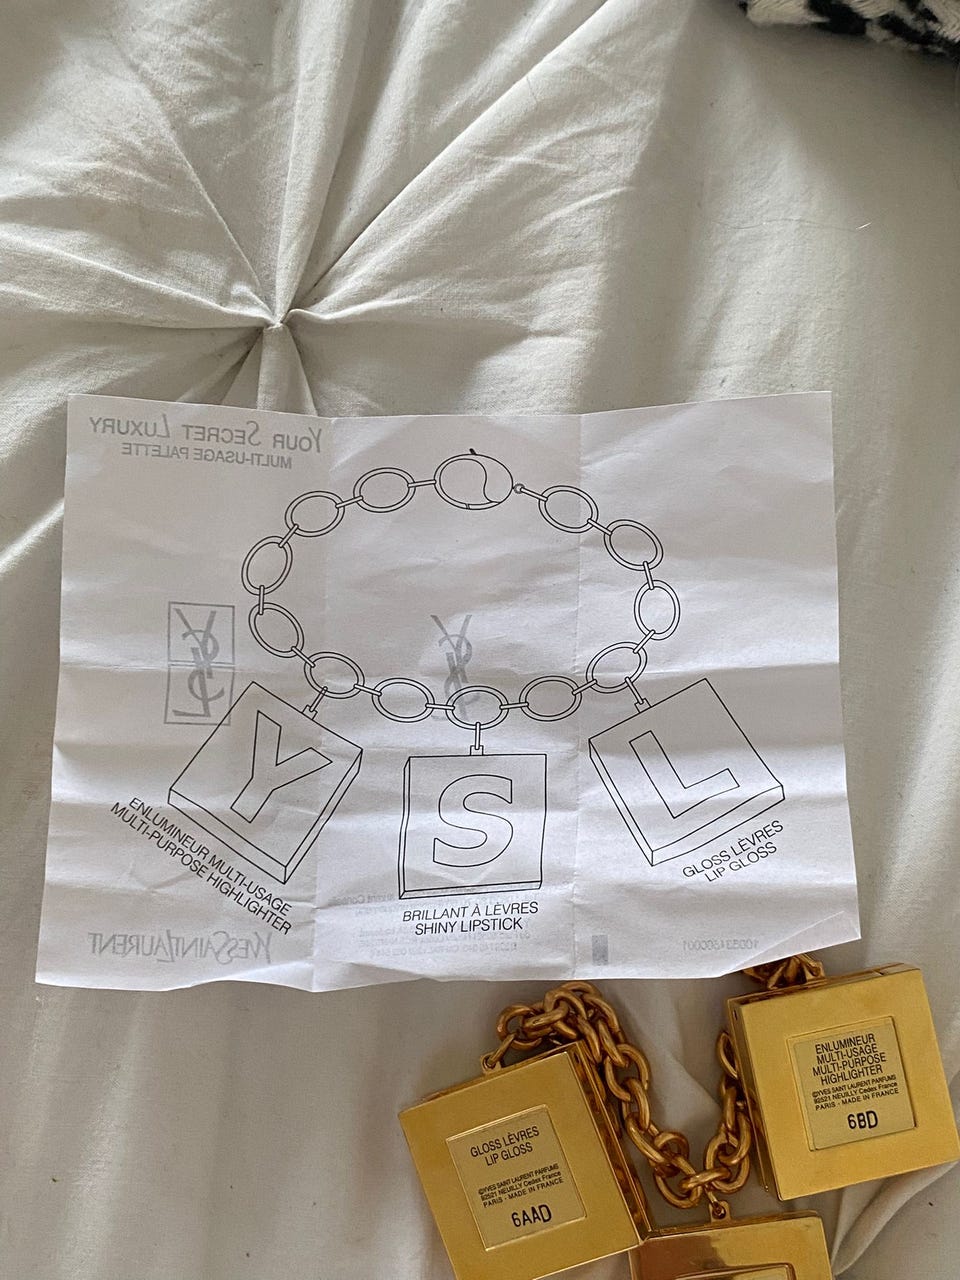 YOUR SECRET LUXURY
MULTI-USAGE PALETTE
YSL
YSL
Y
S
L
ENLUMINEUR MULTI-USAGE
MULTI-PURPOSE HIGHLIGHTER
BRILLANT À LÈVRES
SHINY LIPSTICK
GLOSS LÈVRES
LIP GLOSS
YVESSAINTLAURENT
ENLUMINEUR
MULTI-USAGE
MULTI-PURPOSE
HIGHLIGHTER
©YVES SAINT LAURENT PARFUMS
92521 NEUILLY Cedex France
PARIS - MADE IN FRANCE
6BD
GLOSS LÈVRES
LIP GLOSS
©YVES SAINT LAURENT PARFUMS
92521 NEUILLY Cedex France
PARIS - MADE IN FRANCE
6AAD